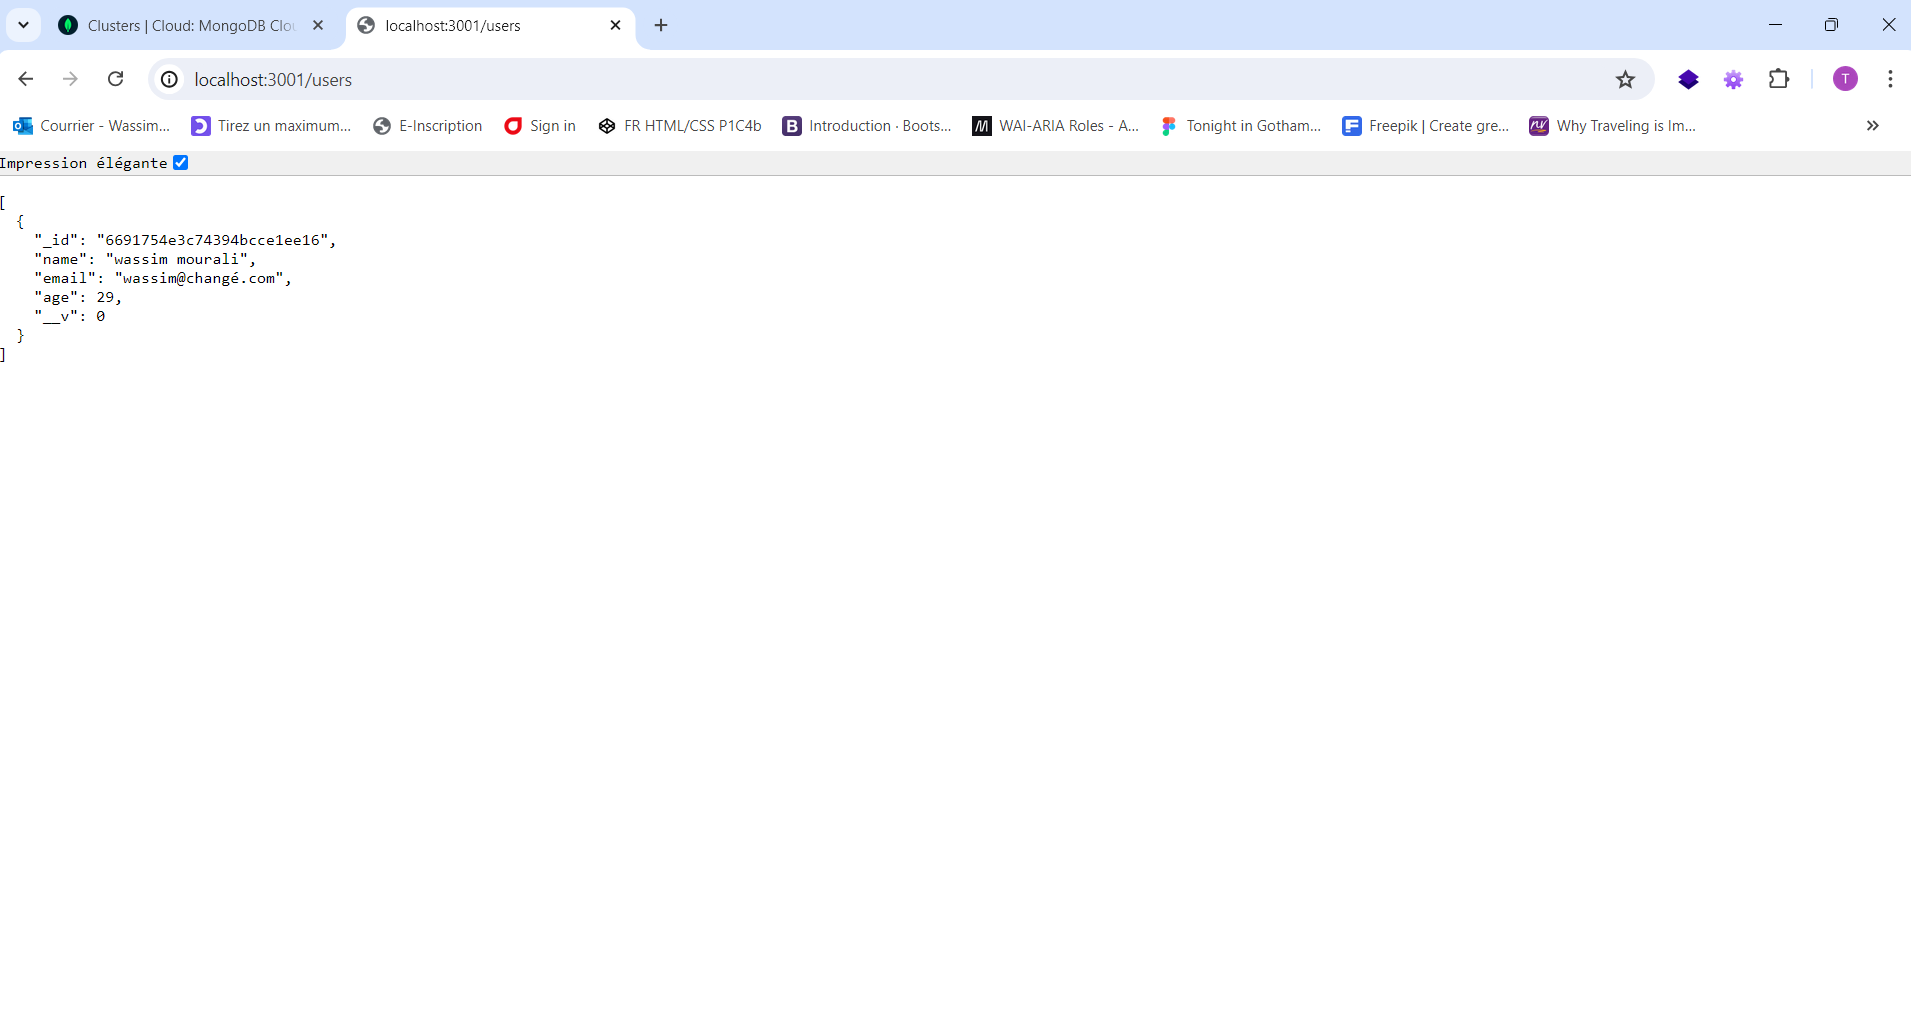 Clusters | Cloud: MongoDB Clou
localhost:3001/users
localhost:3001/users
T
Courrier - Wassim...
Tirez un maximum...
E-Inscription
Sign in
FR HTML/CSS P1C4b
B
Introduction · Boots...
WAI-ARIA Roles - A...
Tonight in Gotham...
Freepik | Create gre...
Why Traveling is Im...
Impression élégante
[
{
"_id": "6691754e3c74394bcce1ee16",
"name": "wassim mourali",
"email": "wassim@changé.com",
"age": 29,
"__v": 0
}
]